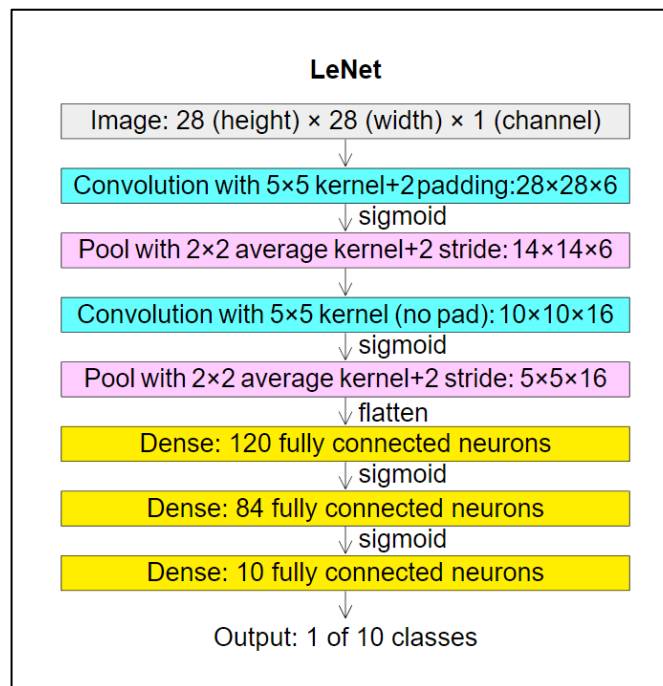 LeNet
Image: 28 (height) × 28 (width) × 1 (channel)
Convolution with 5×5 kernel+2 padding:28×28×6
sigmoid
Pool with 2×2 average kernel+2 stride: 14×14×6
Convolution with 5×5 kernel (no pad): 10×10×16
sigmoid
Pool with 2×2 average kernel+2 stride: 5×5×16
flatten
Dense: 120 fully connected neurons
sigmoid
Dense: 84 fully connected neurons
sigmoid
Dense: 10 fully connected neurons
Output: 1 of 10 classes